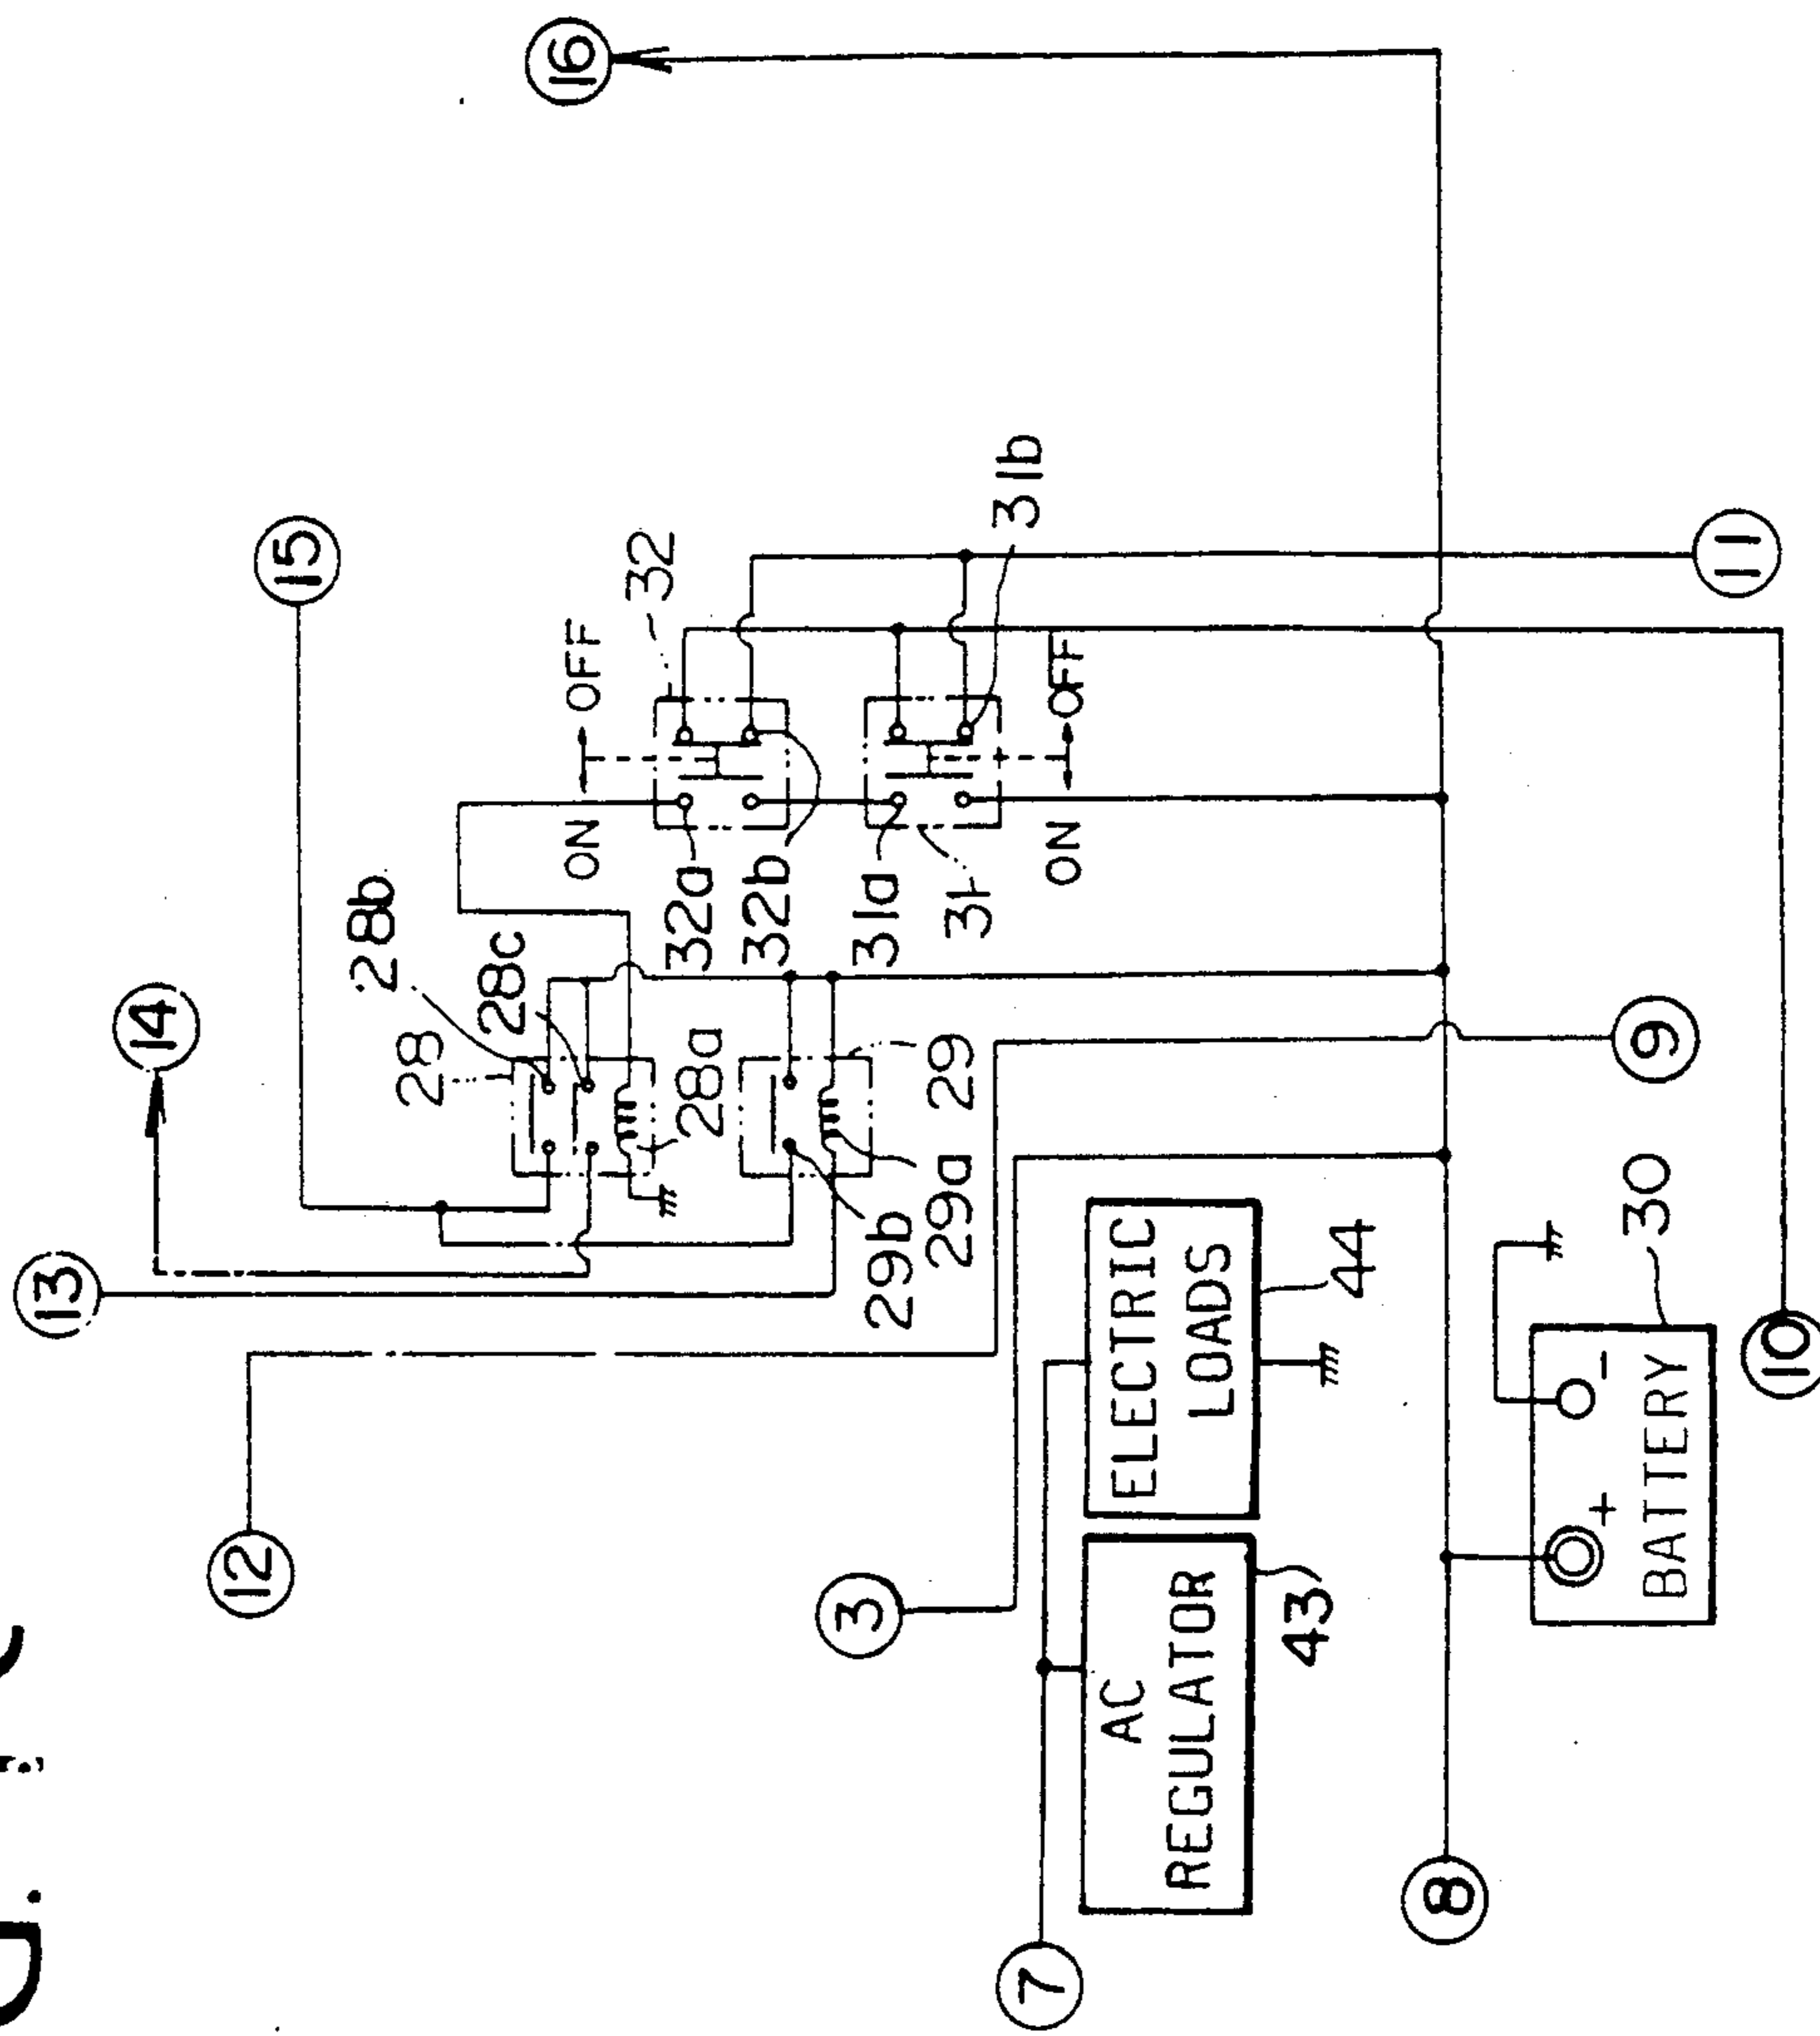 16
15
14
13
12
OFF
ON
32
28b
28c
28
28a
32a
32b
31a
31b
31
OFF
ON
29
29a
29b
3
ELECTRIC
LOADS
44
AC
REGULATOR
43
7
8
9
11
10
30
+
-
BATTERY